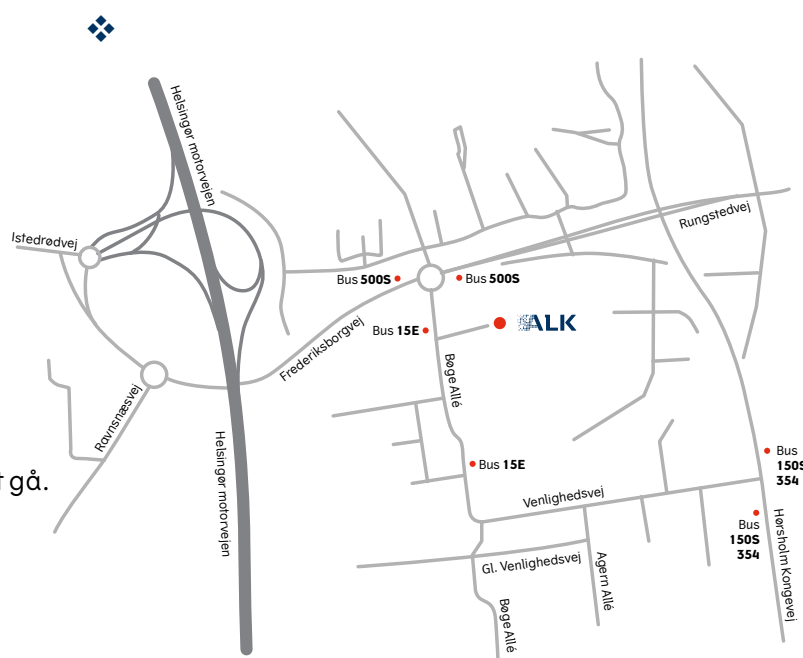 Helsingør motorvejen
Istedrødvej
Rungstedvej
Bus 500S
Bus 500S
ALK
Bus 15E
Frederiksborgvej
Bøge Allé
Ravnsnæsvej
Helsingør motorvejen
Bus
150S
354
Bus 15E
gå.
Venlighedsvej
Bus
150S
354
Hørsholm Kongevej
Gl. Venlighedsvej
Agern Allé
Bøge Allé